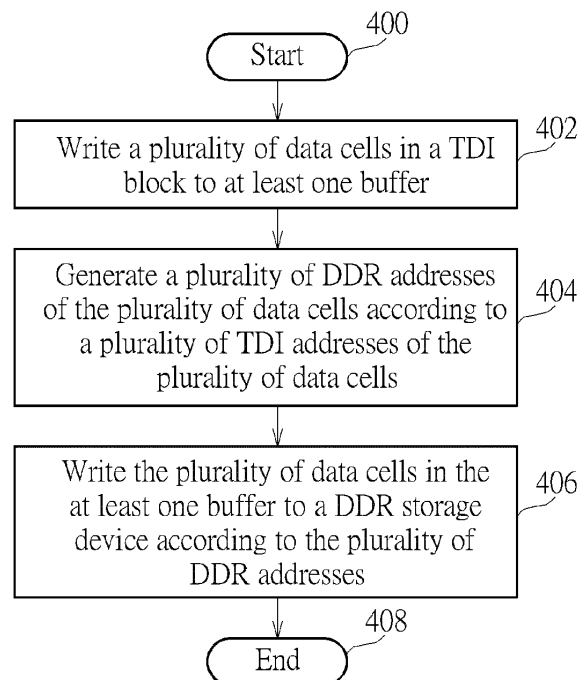 400
Start
402
Write a plurality of data cells in a TDI
block to at least one buffer
Generate a plurality of DDR addresses
of the plurality of data cells according to
a plurality of TDI addresses of the
plurality of data cells
404
Write the plurality of data cells in the
at least one buffer to a DDR storage
device according to the plurality of
DDR addresses
406
408
End